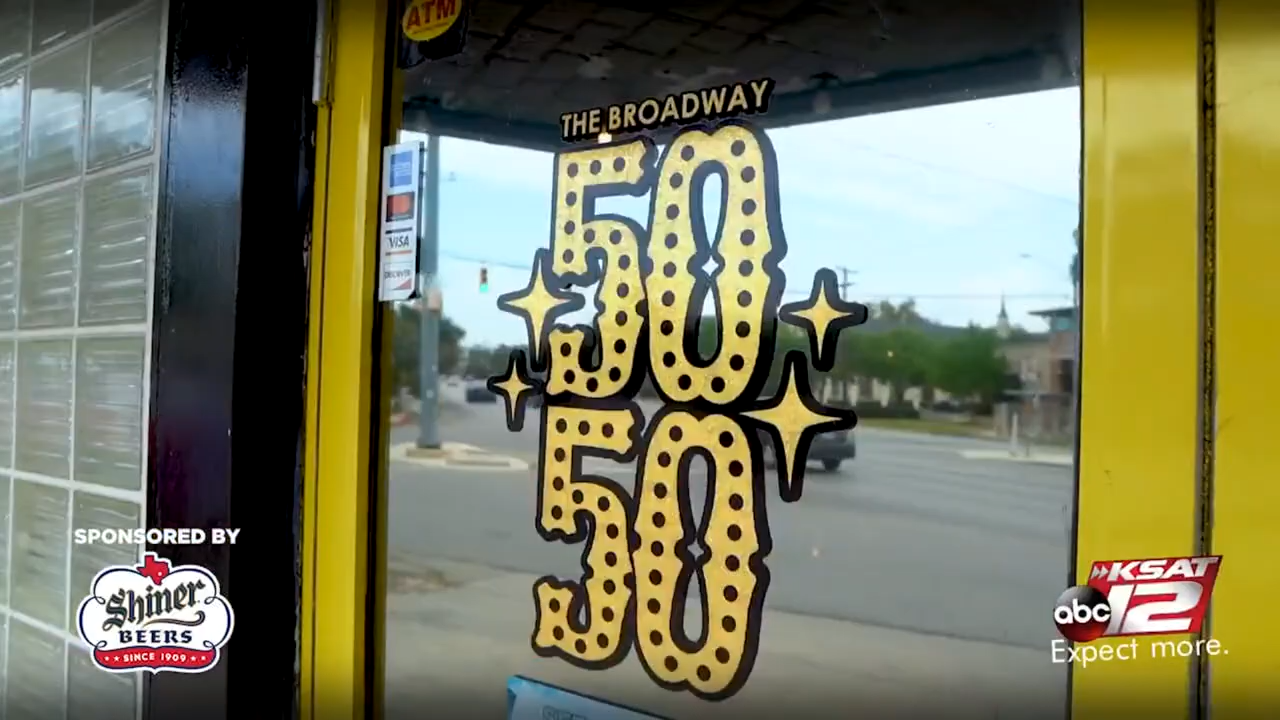 ATM
THE BROADWAY
50
50
VISA
DISCOVER
SPONSORED BY
Shiner
BEERS
SINCE 1909
KSAT
abc 12
Expect more.